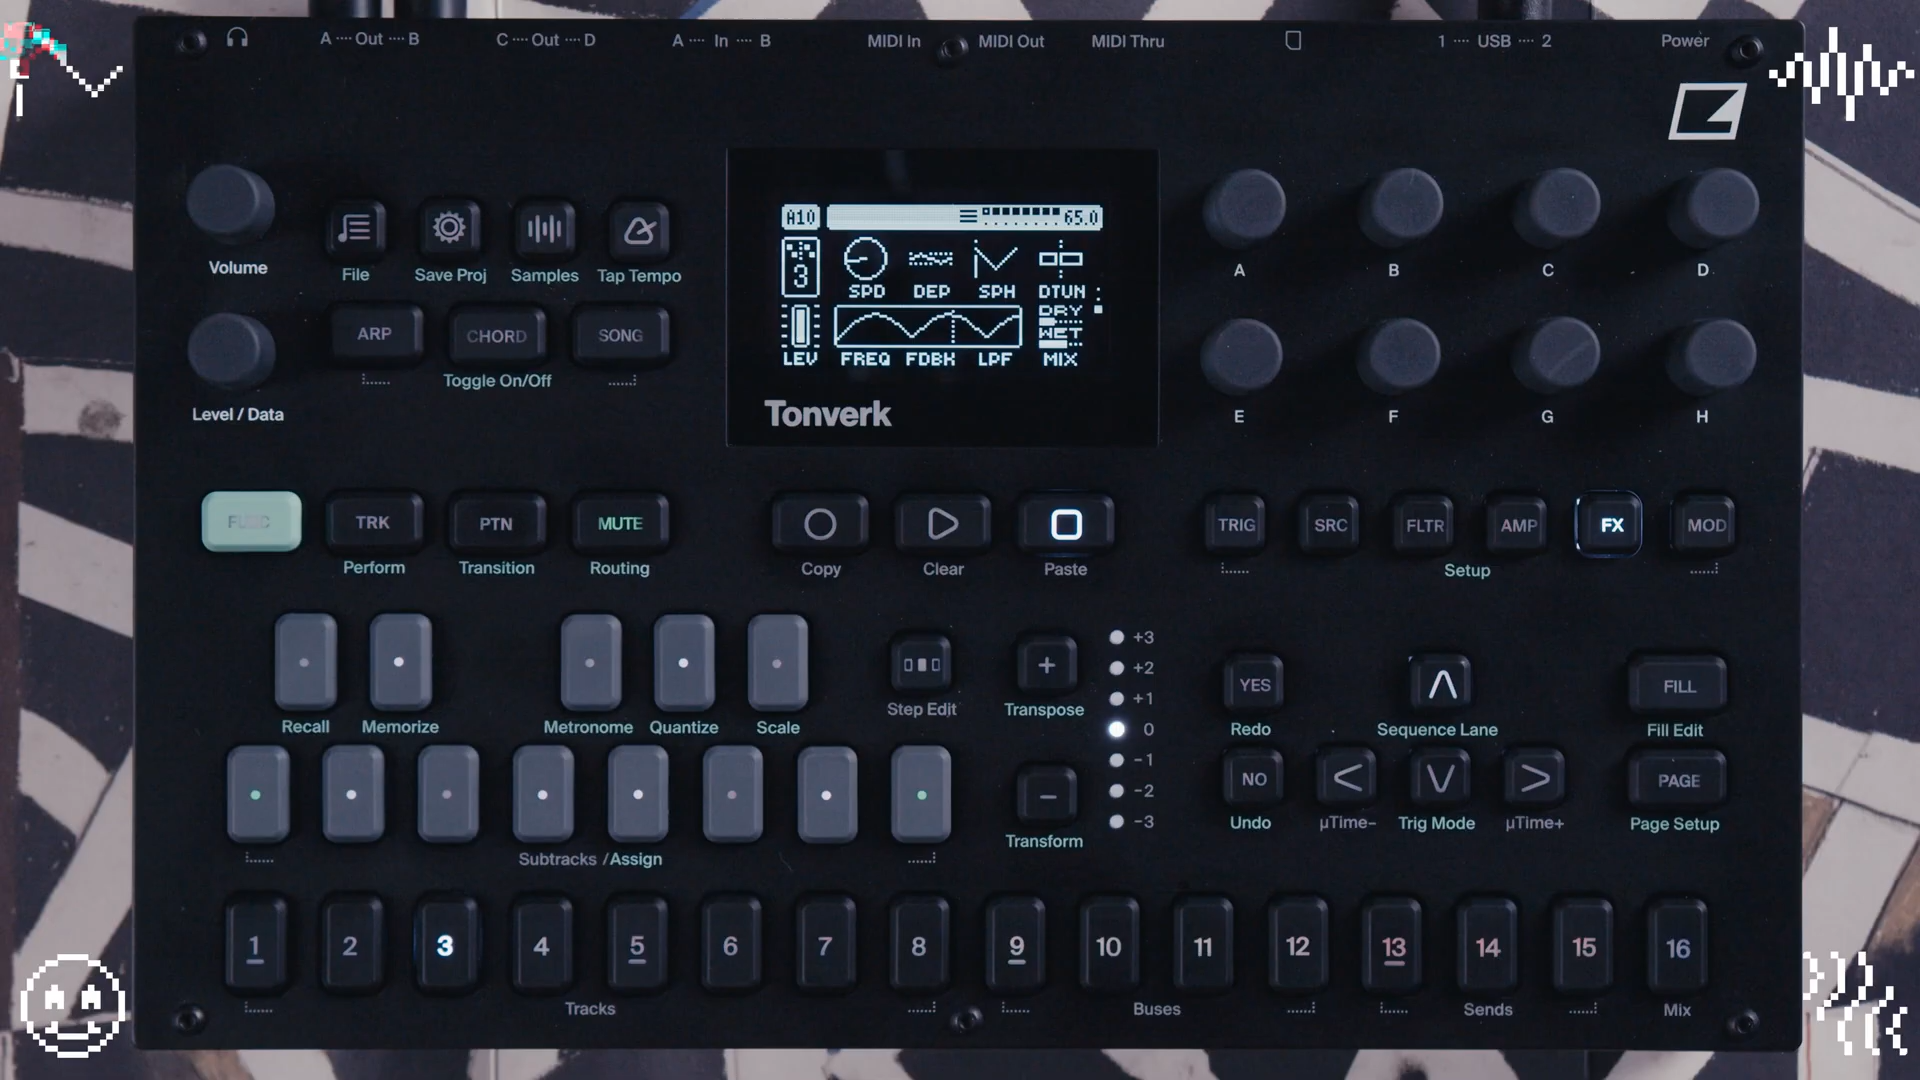 A Out B
C Out D
A In B
MIDI In
MIDI Out
MIDI Thru
1 USB 2
Power
Volume
File
Save Proj
Samples
Tap Tempo
A10
65.0
3
SPD
DEP
SPH
DTUN
DRY
WET
LEV
FREQ
FDBK
LPF
MIX
Tonverk
A
B
C
D
ARP
CHORD
SONG
Toggle On/Off
Level / Data
E
F
G
H
FUNC
TRK
PTN
MUTE
Perform
Transition
Routing
Copy
Clear
Paste
TRIG
SRC
FLTR
AMP
FX
MOD
Setup
Recall
Memorize
Metronome
Quantize
Scale
Step Edit
+
Transpose
-
Transform
+3
+2
+1
0
-1
-2
-3
YES
Redo
Sequence Lane
FILL
Fill Edit
NO
Undo
µTime-
Trig Mode
µTime+
PAGE
Page Setup
Subtracks / Assign
1
2
3
4
5
6
7
8
9
10
11
12
13
14
15
16
Tracks
Buses
Sends
Mix